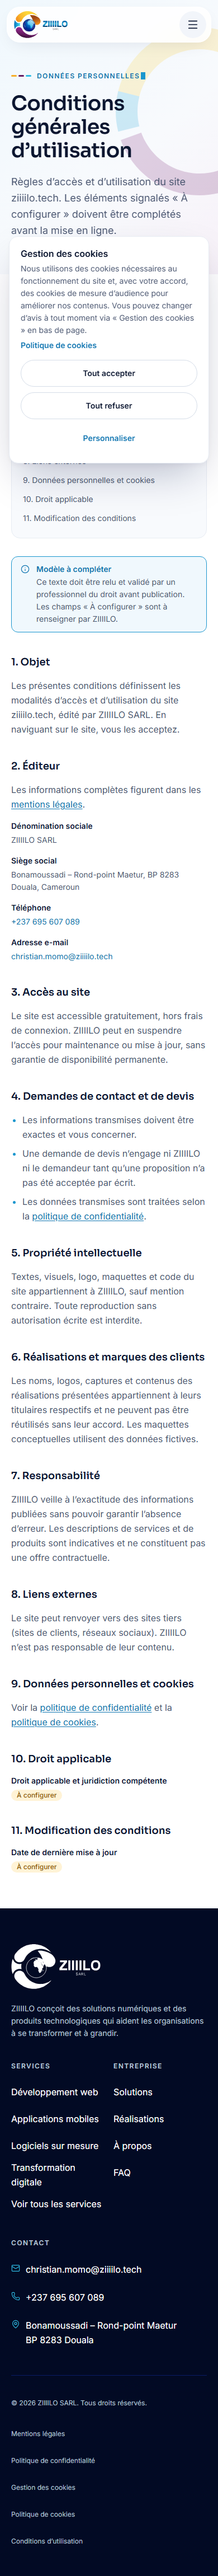 ZIIIILO
SARL
DONNÉES PERSONNELLES
Conditions
générales
d’utilisation
Règles d’accès et d’utilisation du site
ziiiilo.tech. Les éléments signalés « À
configurer » doivent être complétés
avant la mise en ligne.
Gestion des cookies
Nous utilisons des cookies nécessaires au
fonctionnement du site et, avec votre accord,
des cookies de mesure d’audience pour
améliorer nos contenus. Vous pouvez changer
d’avis à tout moment via « Gestion des cookies
» en bas de page.
Politique de cookies
Tout accepter
Tout refuser
Personnaliser
9. Données personnelles et cookies
10. Droit applicable
11. Modification des conditions
Modèle à compléter
Ce texte doit être relu et validé par un
professionnel du droit avant publication.
Les champs « À configurer » sont à
renseigner par ZIIIILO.
1. Objet
Les présentes conditions définissent les
modalités d’accès et d’utilisation du site
ziiiilo.tech, édité par ZIIIILO SARL. En
naviguant sur le site, vous les acceptez.
2. Éditeur
Les informations complètes figurent dans les
mentions légales.
Dénomination sociale
ZIIIILO SARL
Siège social
Bonamoussadi – Rond-point Maetur, BP 8283
Douala, Cameroun
Téléphone
+237 695 607 089
Adresse e-mail
christian.momo@ziiiilo.tech
3. Accès au site
Le site est accessible gratuitement, hors frais
de connexion. ZIIIILO peut en suspendre
l’accès pour maintenance ou mise à jour, sans
garantie de disponibilité permanente.
4. Demandes de contact et de devis
• Les informations transmises doivent être
exactes et vous concerner.
• Une demande de devis n’engage ni ZIIIILO
ni le demandeur tant qu’une proposition n’a
pas été acceptée par écrit.
• Les données transmises sont traitées selon
la politique de confidentialité.
5. Propriété intellectuelle
Textes, visuels, logo, maquettes et code du
site appartiennent à ZIIIILO, sauf mention
contraire. Toute reproduction sans
autorisation écrite est interdite.
6. Réalisations et marques des clients
Les noms, logos, captures et contenus des
réalisations présentées appartiennent à leurs
titulaires respectifs et ne peuvent pas être
réutilisés sans leur accord. Les maquettes
conceptuelles utilisent des données fictives.
7. Responsabilité
ZIIIILO veille à l’exactitude des informations
publiées sans pouvoir garantir l’absence
d’erreur. Les descriptions de services et de
produits sont indicatives et ne constituent pas
une offre contractuelle.
8. Liens externes
Le site peut renvoyer vers des sites tiers
(sites de clients, réseaux sociaux). ZIIIILO
n’est pas responsable de leur contenu.
9. Données personnelles et cookies
Voir la politique de confidentialité et la
politique de cookies.
10. Droit applicable
Droit applicable et juridiction compétente
À configurer
11. Modification des conditions
Date de dernière mise à jour
À configurer
ZIIIILO
SARL
ZIIIILO conçoit des solutions numériques et des
produits technologiques qui aident les organisations
à se transformer et à grandir.
SERVICES
Développement web
Applications mobiles
Logiciels sur mesure
Transformation
digitale
Voir tous les services
ENTREPRISE
Solutions
Réalisations
À propos
FAQ
CONTACT
christian.momo@ziiiilo.tech
+237 695 607 089
Bonamoussadi – Rond-point Maetur
BP 8283 Douala
© 2026 ZIIIILO SARL. Tous droits réservés.
Mentions légales
Politique de confidentialité
Gestion des cookies
Politique de cookies
Conditions d’utilisation